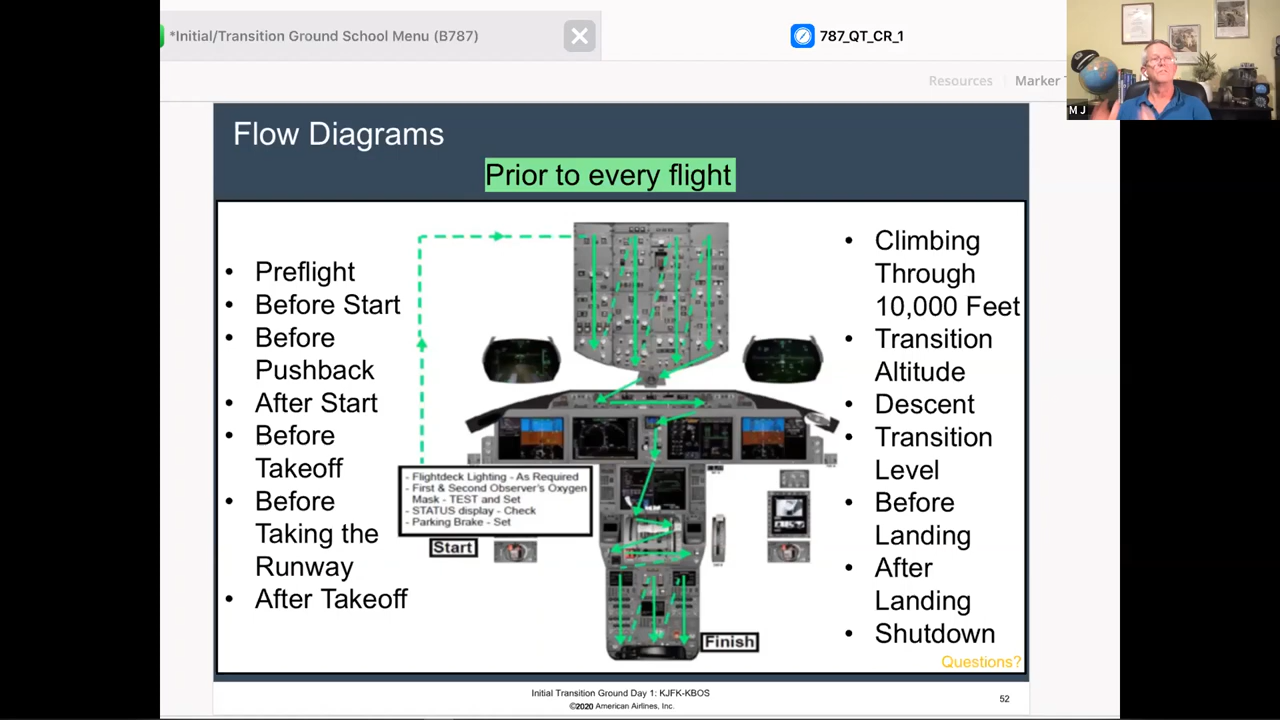 *Initial/Transition Ground School Menu (B787)
787_QT_CR_1
Resources
Marker
M J
Flow Diagrams
Prior to every flight
• Preflight
• Before Start
• Before
Pushback
• After Start
• Before
Takeoff
• Before
Taking the
Runway
• After Takeoff
- Flightdeck Lighting - As Required
- First & Second Observer's Oxygen
Mask - TEST and Set
- STATUS display - Check
- Parking Brake - Set
Start
Finish
• Climbing
Through
10,000 Feet
• Transition
Altitude
• Descent
• Transition
Level
• Before
Landing
• After
Landing
• Shutdown
Questions?
Initial Transition Ground Day 1: KJFK-KBOS
©2020 American Airlines, Inc.
52